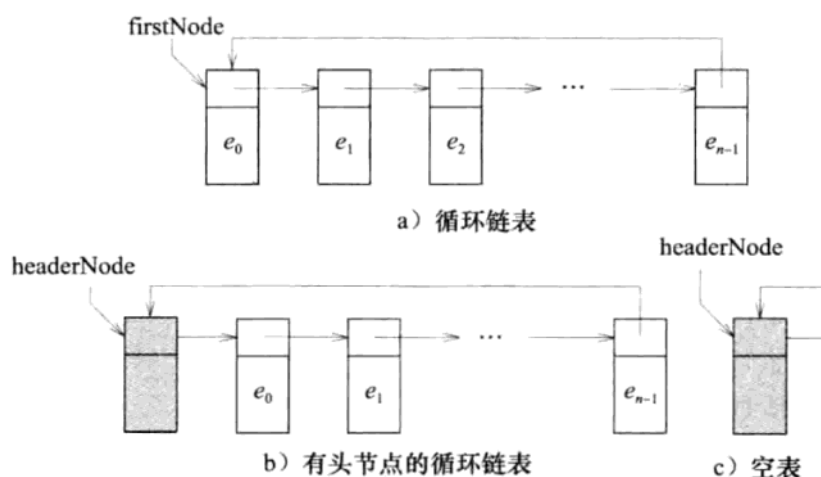 firstNode
e₀ e₁ e₂ ... eₙ₋₁
a）循环链表
headerNode headerNode
e₀ e₁ ... eₙ₋₁
b）有头节点的循环链表 c）空表